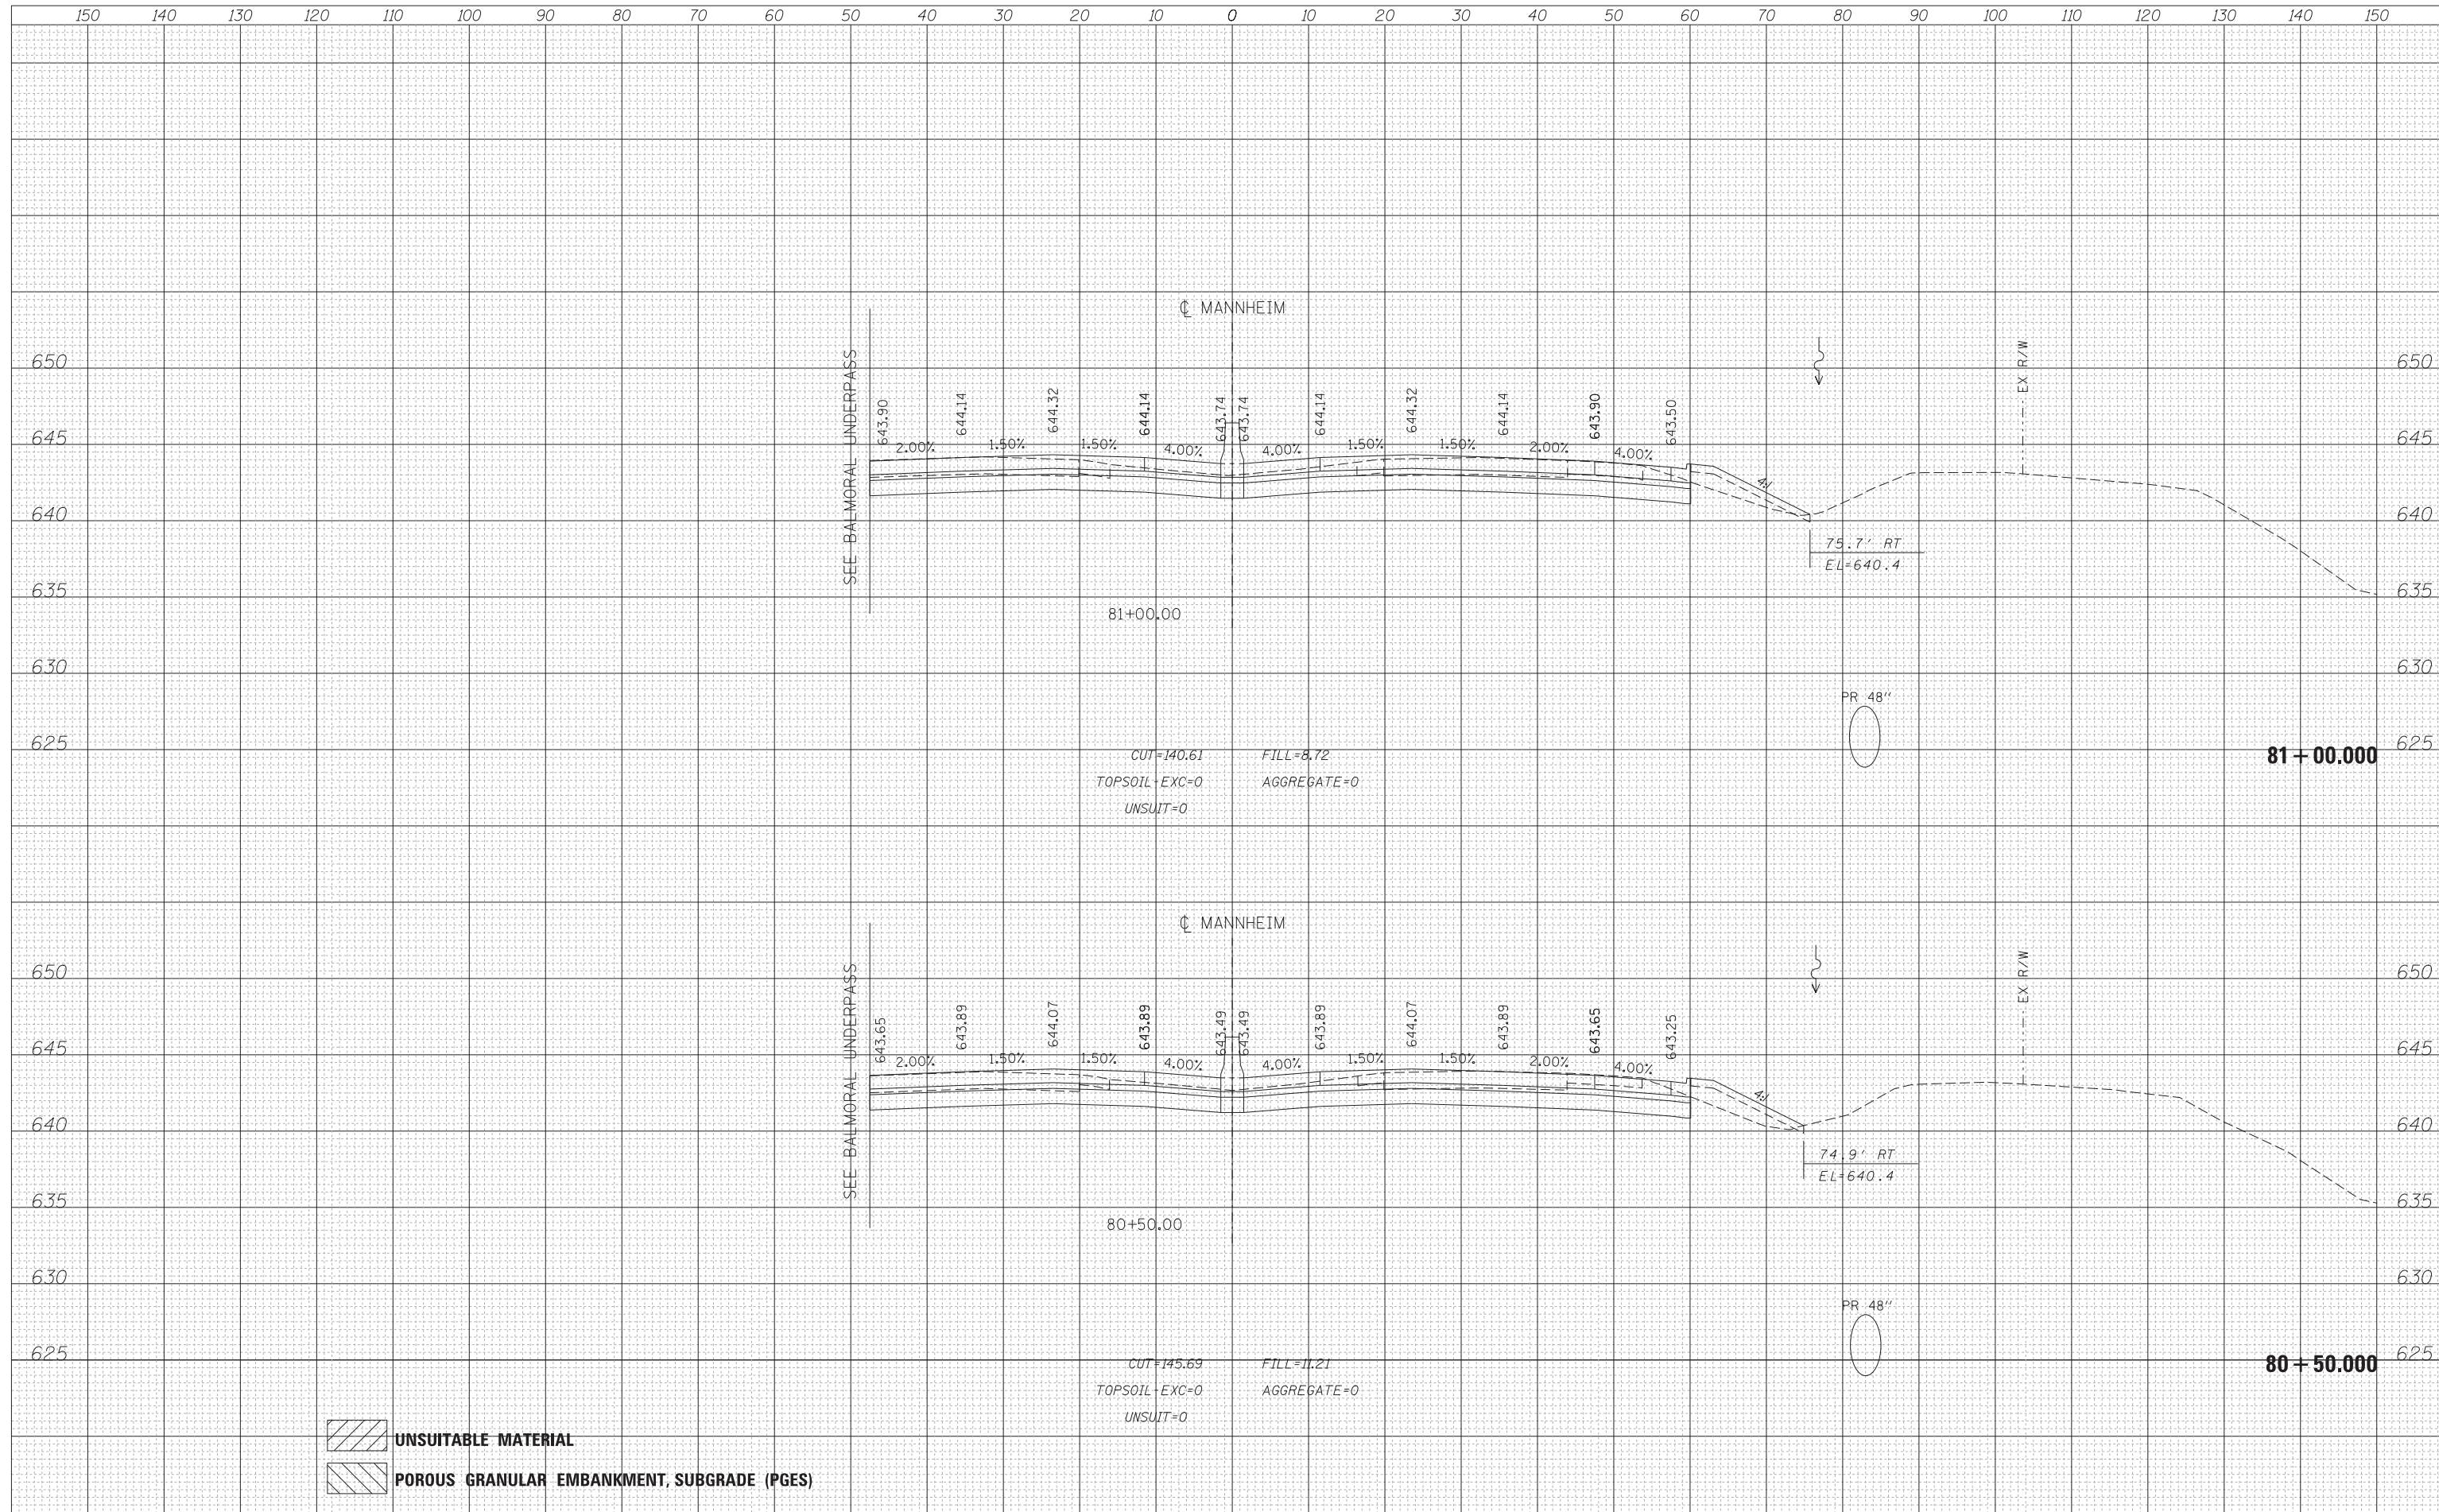 150 140 130 120 110 100 90 80 70 60 50 40 30 20 10 0 10 20 30 40 50 60 70 80 90 100 110 120 130 140 150
℄ MANNHEIM
SEE BALMORAL UNDERPASS
EX R/W
650 650
643.90 644.14 644.32 644.14 643.74 643.74 644.14 644.32 644.14 643.90 643.50
645 645
2.00% 1.50% 1.50% 4.00% 4.00% 1.50% 1.50% 2.00% 4.00%
4:1
640 640
75.7' RT
EL=640.4
635 635
81+00.00
630 630
PR 48"
625 625
CUT=140.61 FILL=8.72
81+00.000
TOPSOIL-EXC=0 AGGREGATE=0
UNSUIT=0
℄ MANNHEIM
SEE BALMORAL UNDERPASS
EX R/W
650 650
643.65 643.89 644.07 643.89 643.49 643.49 643.89 644.07 643.89 643.65 643.25
645 645
2.00% 1.50% 1.50% 4.00% 4.00% 1.50% 1.50% 2.00% 4.00%
4:1
640 640
74.9' RT
EL=640.4
635 635
80+50.00
630 630
PR 48"
625 625
CUT=145.69 FILL=11.21
80+50.000
TOPSOIL-EXC=0 AGGREGATE=0
UNSUIT=0
UNSUITABLE MATERIAL
POROUS GRANULAR EMBANKMENT, SUBGRADE (PGES)